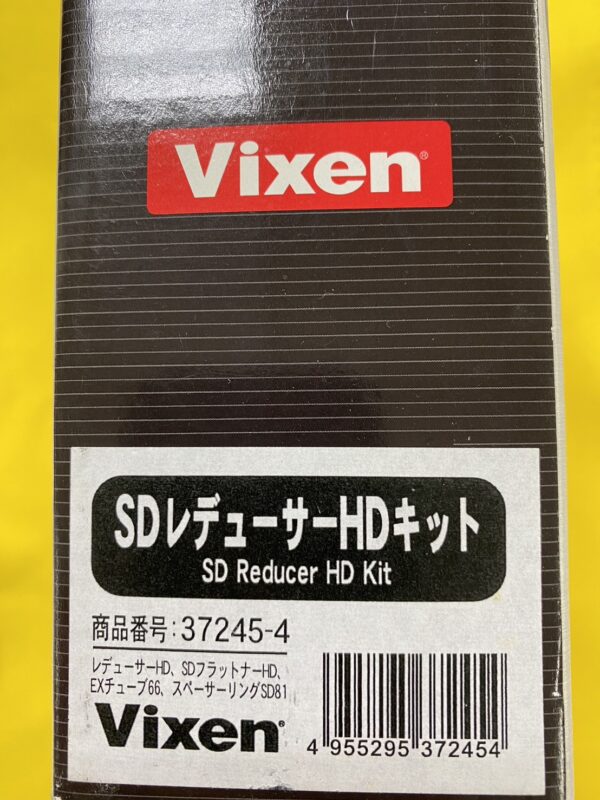 Vixen®
SDレデューサーHDキット
SD Reducer HD Kit
商品番号:37245-4
レデューサーHD、SDフラットナーHD、
EXチューブ66、スペーサーリングSD81
Vixen®
4 955295 372454